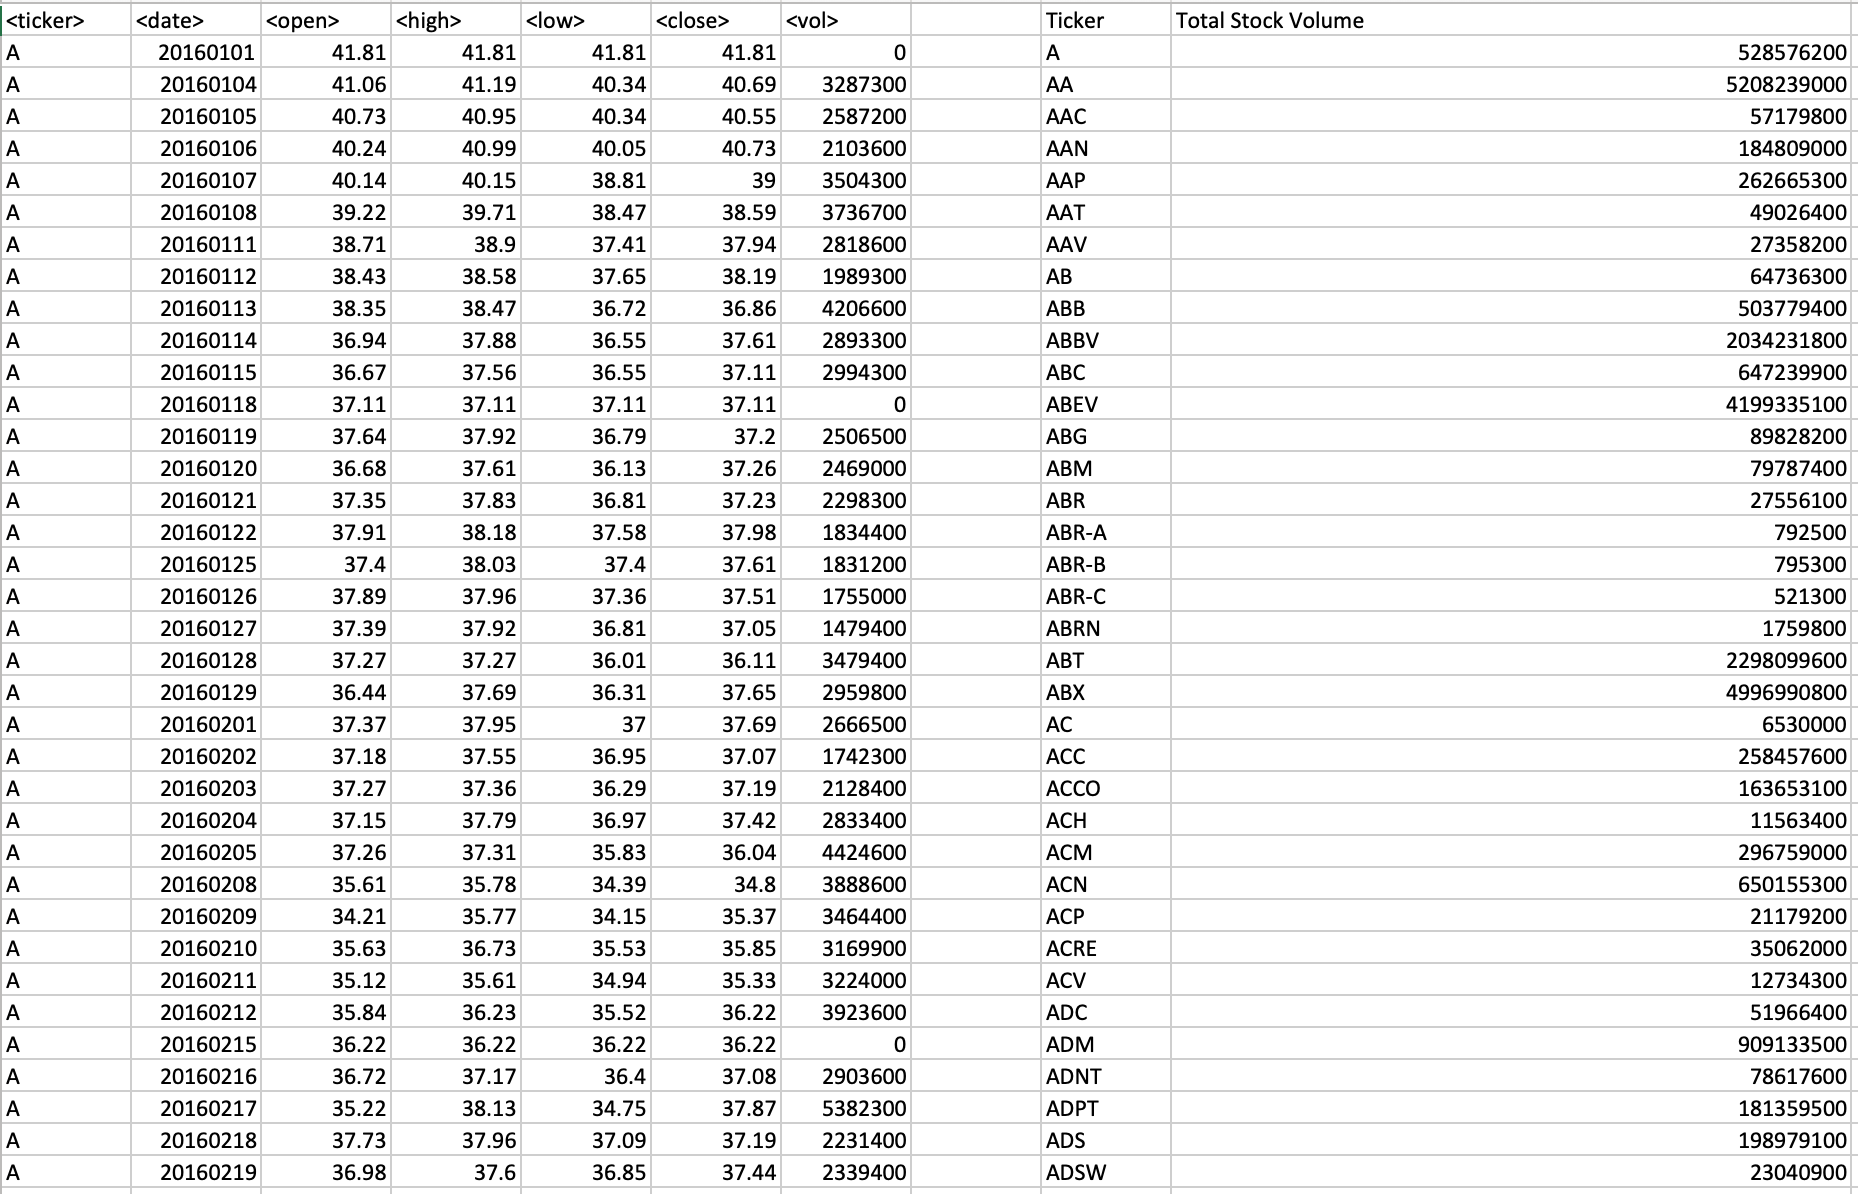 <ticker> <date> <open> <high> <low> <close> <vol> Ticker Total Stock Volume
A 20160101 41.81 41.81 41.81 41.81 0 A 528576200
A 20160104 41.06 41.19 40.34 40.69 3287300 AA 5208239000
A 20160105 40.73 40.95 40.34 40.55 2587200 AAC 57179800
A 20160106 40.24 40.99 40.05 40.73 2103600 AAN 184809000
A 20160107 40.14 40.15 38.81 39 3504300 AAP 262665300
A 20160108 39.22 39.71 38.47 38.59 3736700 AAT 49026400
A 20160111 38.71 38.9 37.41 37.94 2818600 AAV 27358200
A 20160112 38.43 38.58 37.65 38.19 1989300 AB 64736300
A 20160113 38.35 38.47 36.72 36.86 4206600 ABB 503779400
A 20160114 36.94 37.88 36.55 37.61 2893300 ABBV 2034231800
A 20160115 36.67 37.56 36.55 37.11 2994300 ABC 647239900
A 20160118 37.11 37.11 37.11 37.11 0 ABEV 4199335100
A 20160119 37.64 37.92 36.79 37.2 2506500 ABG 89828200
A 20160120 36.68 37.61 36.13 37.26 2469000 ABM 79787400
A 20160121 37.35 37.83 36.81 37.23 2298300 ABR 27556100
A 20160122 37.91 38.18 37.58 37.98 1834400 ABR-A 792500
A 20160125 37.4 38.03 37.4 37.61 1831200 ABR-B 795300
A 20160126 37.89 37.96 37.36 37.51 1755000 ABR-C 521300
A 20160127 37.39 37.92 36.81 37.05 1479400 ABRN 1759800
A 20160128 37.27 37.27 36.01 36.11 3479400 ABT 2298099600
A 20160129 36.44 37.69 36.31 37.65 2959800 ABX 4996990800
A 20160201 37.37 37.95 37 37.69 2666500 AC 6530000
A 20160202 37.18 37.55 36.95 37.07 1742300 ACC 258457600
A 20160203 37.27 37.36 36.29 37.19 2128400 ACCO 163653100
A 20160204 37.15 37.79 36.97 37.42 2833400 ACH 11563400
A 20160205 37.26 37.31 35.83 36.04 4424600 ACM 296759000
A 20160208 35.61 35.78 34.39 34.8 3888600 ACN 650155300
A 20160209 34.21 35.77 34.15 35.37 3464400 ACP 21179200
A 20160210 35.63 36.73 35.53 35.85 3169900 ACRE 35062000
A 20160211 35.12 35.61 34.94 35.33 3224000 ACV 12734300
A 20160212 35.84 36.23 35.52 36.22 3923600 ADC 51966400
A 20160215 36.22 36.22 36.22 36.22 0 ADM 909133500
A 20160216 36.72 37.17 36.4 37.08 2903600 ADNT 78617600
A 20160217 35.22 38.13 34.75 37.87 5382300 ADPT 181359500
A 20160218 37.73 37.96 37.09 37.19 2231400 ADS 198979100
A 20160219 36.98 37.6 36.85 37.44 2339400 ADSW 23040900